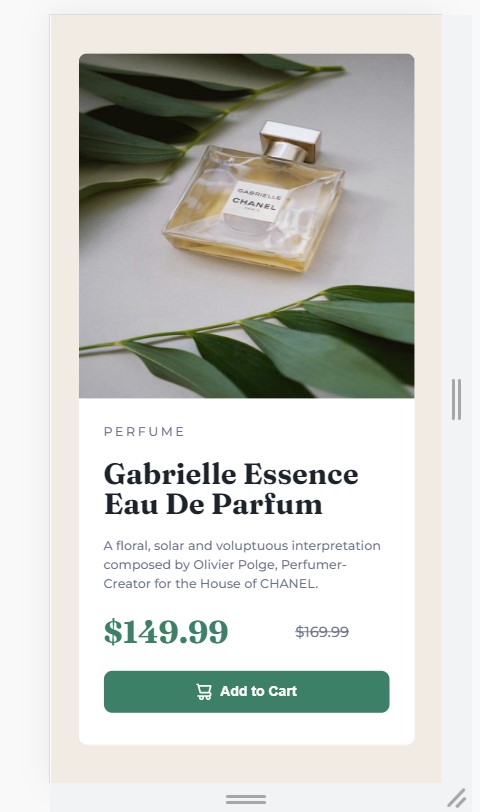 GABRIELLE
CHANEL
PARIS
PERFUME
Gabrielle Essence
Eau De Parfum
A floral, solar and voluptuous interpretation
composed by Olivier Polge, Perfumer-
Creator for the House of CHANEL.
$149.99
$169.99
Add to Cart